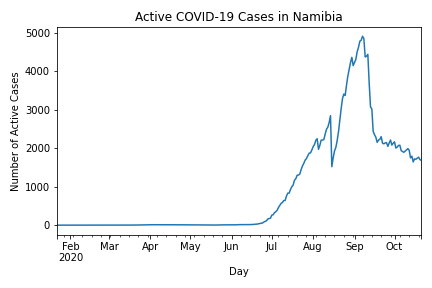 Active COVID-19 Cases in Namibia
Number of Active Cases
5000
4000
3000
2000
1000
0
Feb Mar Apr May Jun Jul Aug Sep Oct
2020
Day